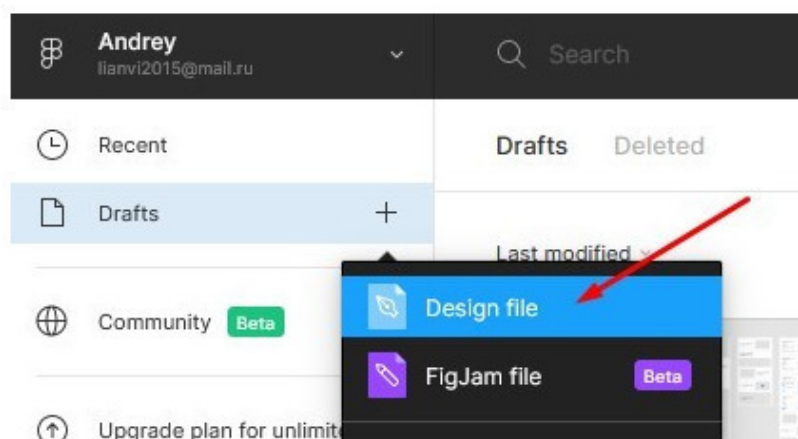 Andrey
lianvi2015@mail.ru
Search
Recent
Drafts
Drafts Deleted
Last modified
Community Beta
Design file
FigJam file Beta
Upgrade plan for